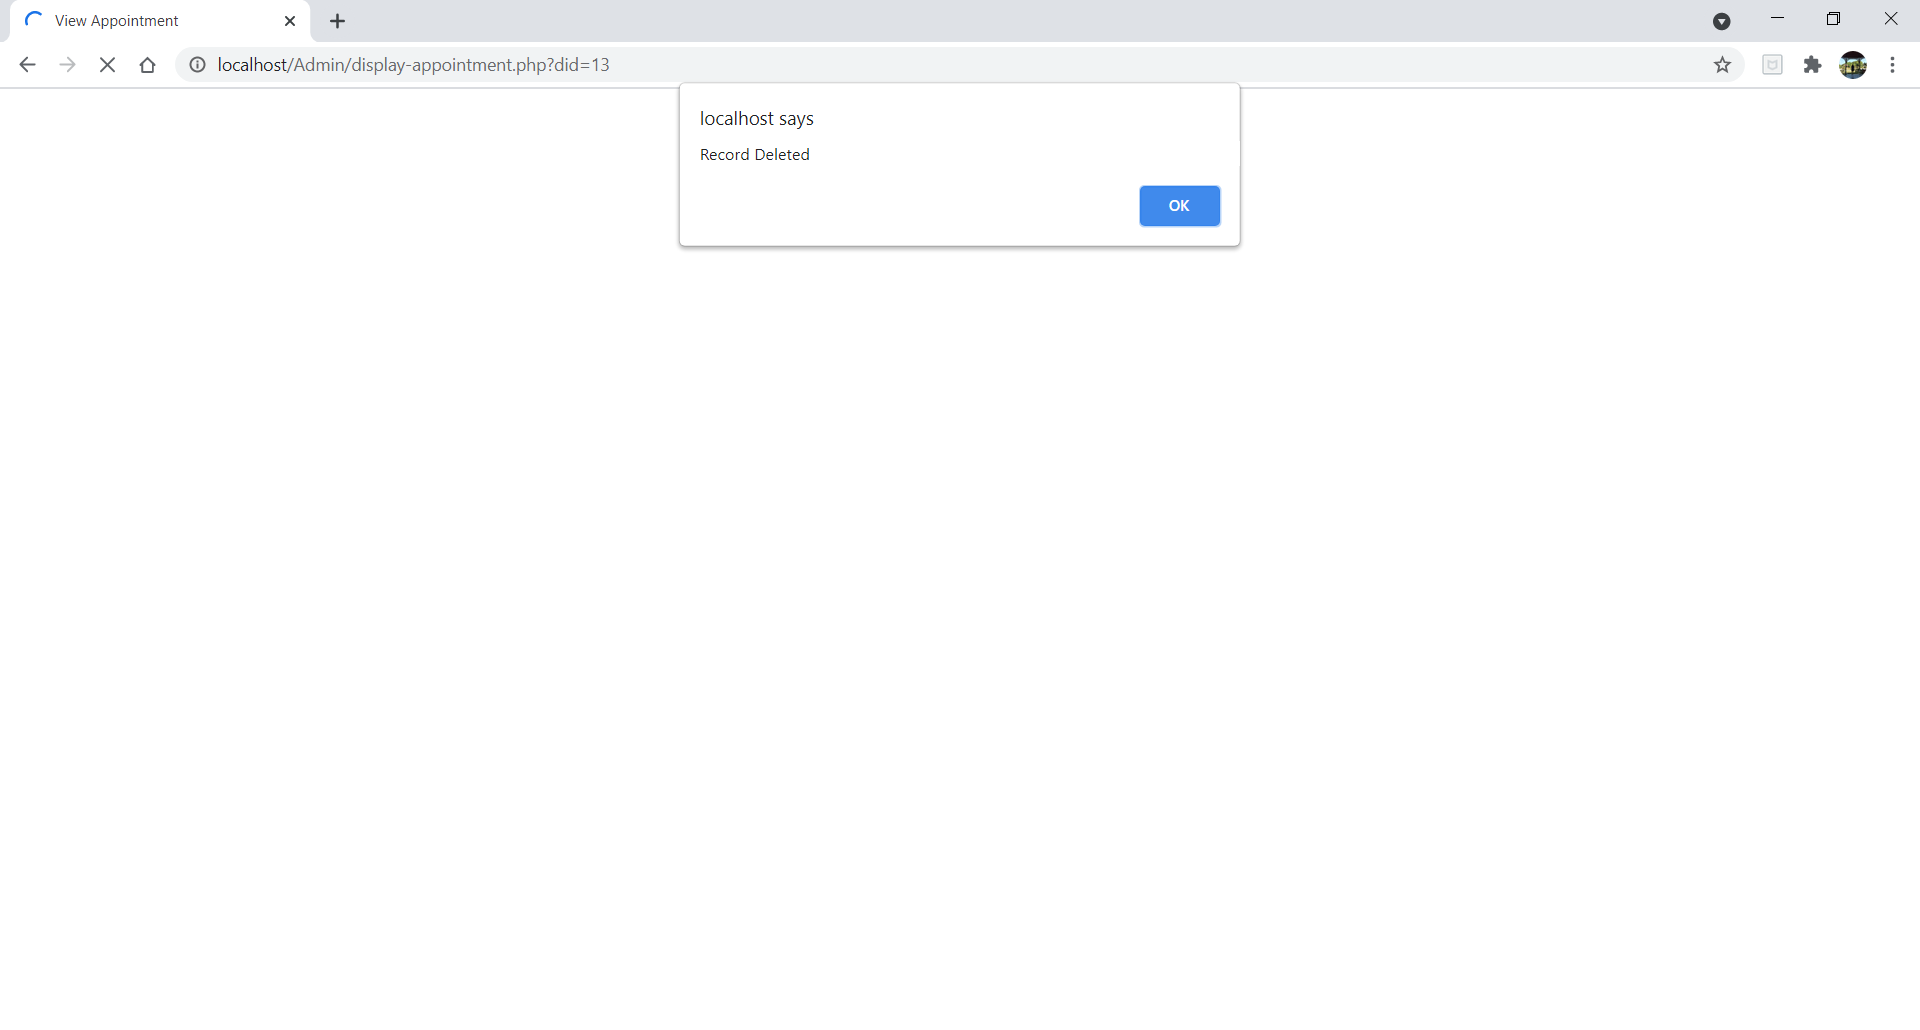 View Appointment
localhost/Admin/display-appointment.php?did=13
localhost says
Record Deleted
OK